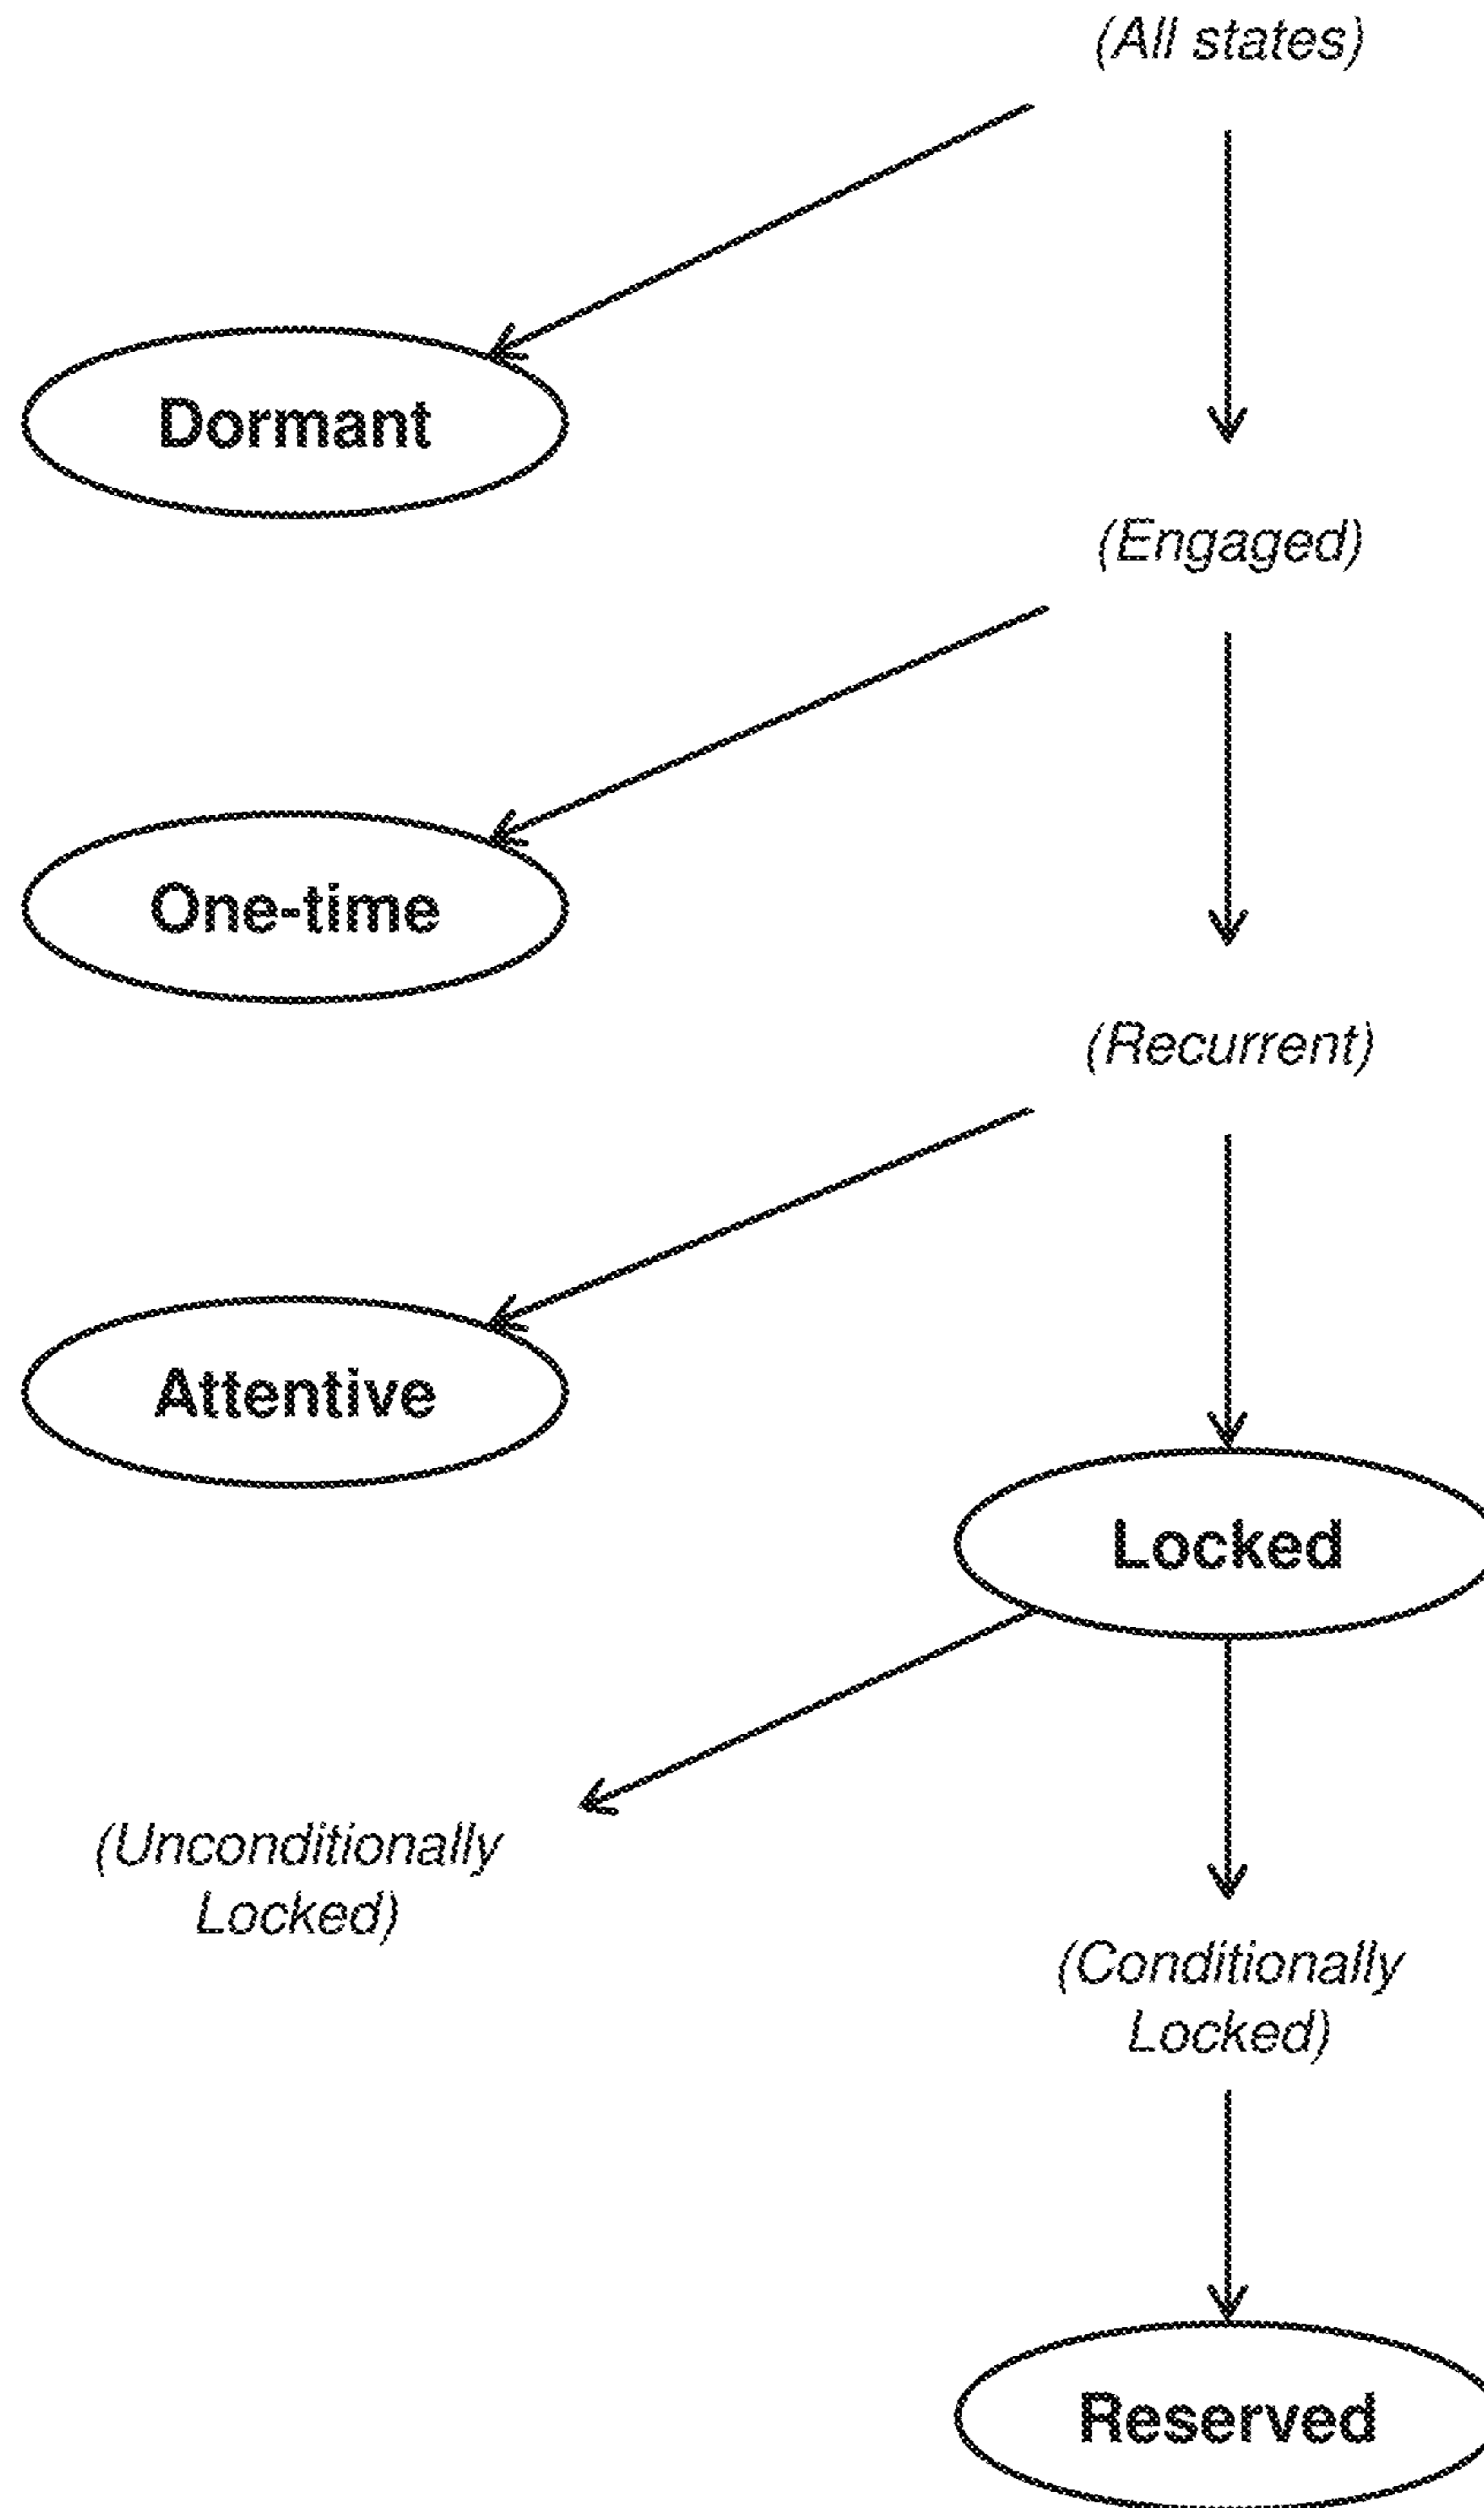 (All states)
Dormant
(Engaged)
One-time
(Recurrent)
Attentive
Locked
(Unconditionally
Locked)
(Conditionally
Locked)
Reserved